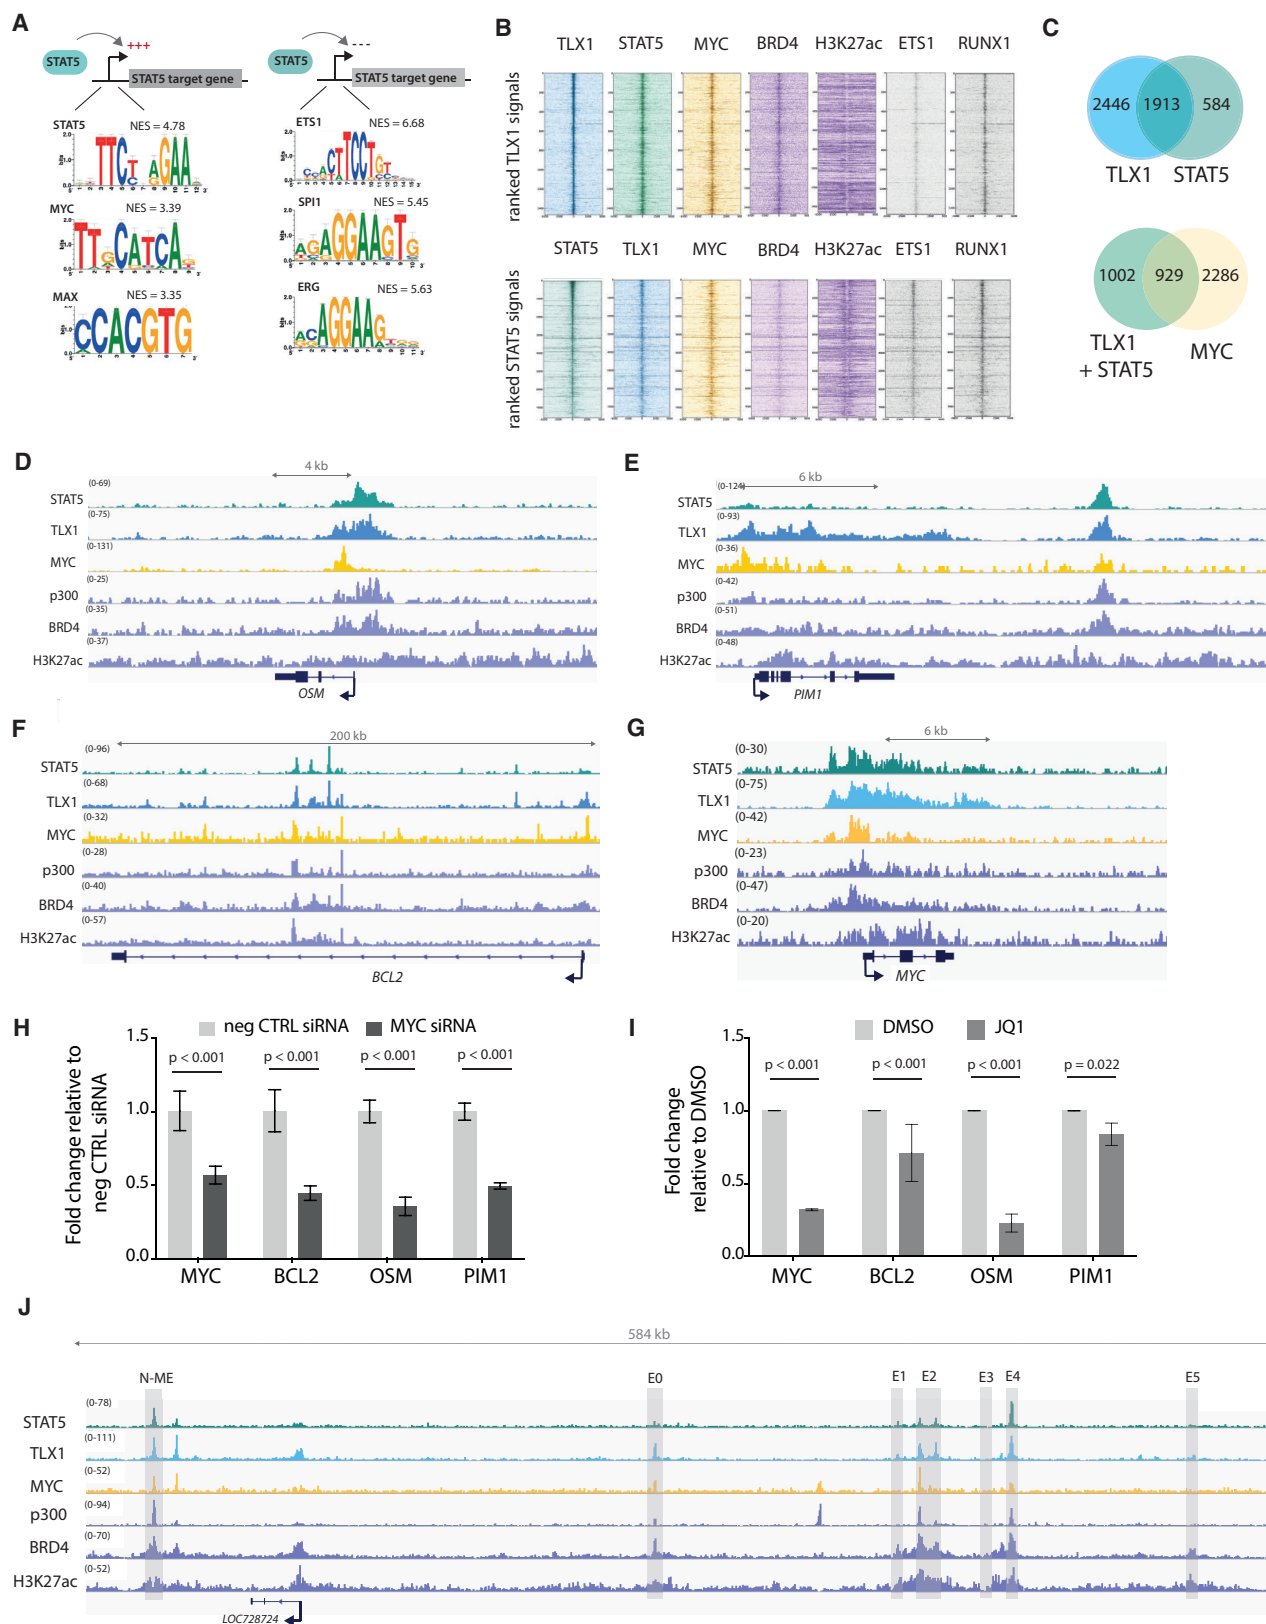 A
STAT5
+++
STAT5 target gene
STAT5
---
STAT5 target gene
STAT5
NES = 4.78
MYC
NES = 3.39
MAX
NES = 3.35
ETS1
NES = 6.68
SPI1
NES = 5.45
ERG
NES = 5.63
B
TLX1 STAT5 MYC BRD4 H3K27ac ETS1 RUNX1
ranked TLX1 signals
STAT5 TLX1 MYC BRD4 H3K27ac ETS1 RUNX1
ranked STAT5 signals
C
2446 1913 584
TLX1 STAT5
1002 929 2286
TLX1
+ STAT5
MYC
D
4 kb
STAT5 (0-69)
TLX1 (0-75)
MYC (0-131)
p300 (0-25)
BRD4 (0-35)
H3K27ac (0-37)
OSM
E
6 kb
STAT5 (0-124)
TLX1 (0-93)
MYC (0-36)
p300 (0-42)
BRD4 (0-51)
H3K27ac (0-48)
PIM1
F
200 kb
STAT5 (0-96)
TLX1 (0-68)
MYC (0-32)
p300 (0-28)
BRD4 (0-40)
H3K27ac (0-57)
BCL2
G
6 kb
STAT5 (0-30)
TLX1 (0-75)
MYC (0-42)
p300 (0-23)
BRD4 (0-47)
H3K27ac (0-20)
MYC
H
neg CTRL siRNA MYC siRNA
Fold change relative to
neg CTRL siRNA
1.5
1.0
0.5
0.0
p < 0.001 p < 0.001 p < 0.001 p < 0.001
MYC BCL2 OSM PIM1
I
DMSO JQ1
Fold change
relative to DMSO
1.5
1.0
0.5
0.0
p < 0.001 p < 0.001 p < 0.001 p = 0.022
MYC BCL2 OSM PIM1
J
584 kb
N-ME E0 E1 E2 E3 E4 E5
STAT5 (0-78)
TLX1 (0-111)
MYC (0-52)
p300 (0-94)
BRD4 (0-70)
H3K27ac (0-52)
LOC728724